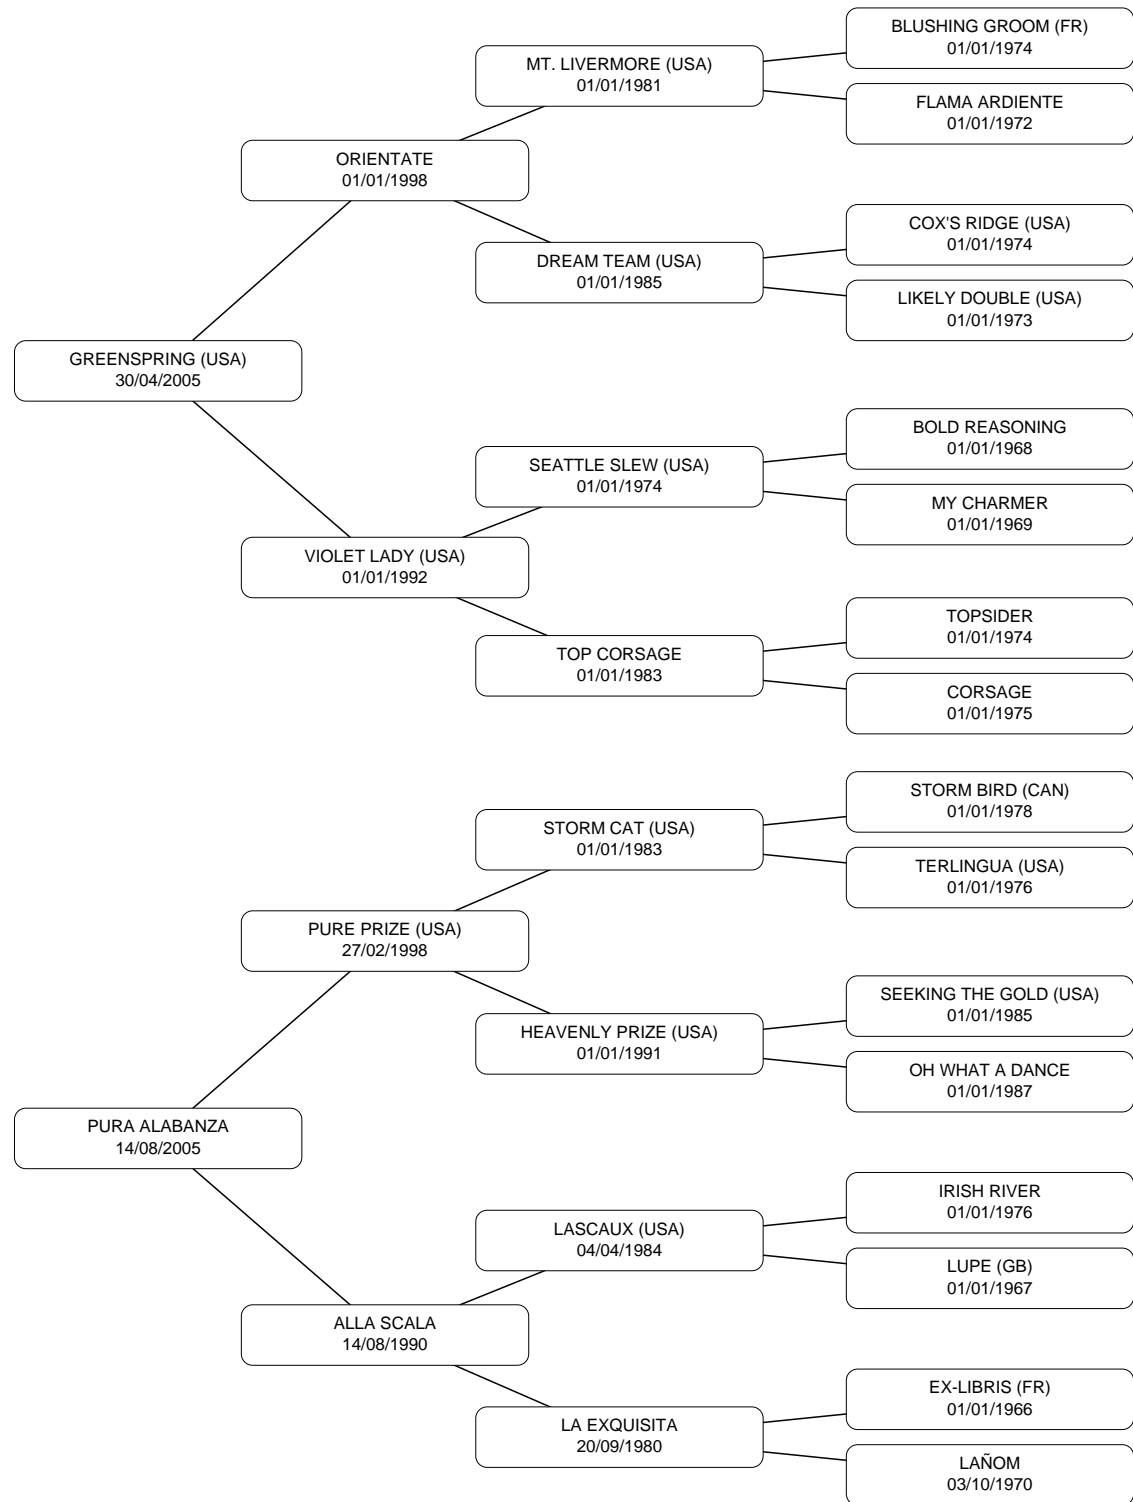 BLUSHING GROOM (FR)
01/01/1974
MT. LIVERMORE (USA)
01/01/1981
FLAMA ARDIENTE
01/01/1972
ORIENTATE
01/01/1998
COX'S RIDGE (USA)
01/01/1974
DREAM TEAM (USA)
01/01/1985
LIKELY DOUBLE (USA)
01/01/1973
GREENSPRING (USA)
30/04/2005
BOLD REASONING
01/01/1968
SEATTLE SLEW (USA)
01/01/1974
MY CHARMER
01/01/1969
VIOLET LADY (USA)
01/01/1992
TOPSIDER
01/01/1974
TOP CORSAGE
01/01/1983
CORSAGE
01/01/1975
STORM BIRD (CAN)
01/01/1978
STORM CAT (USA)
01/01/1983
TERLINGUA (USA)
01/01/1976
PURE PRIZE (USA)
27/02/1998
SEEKING THE GOLD (USA)
01/01/1985
HEAVENLY PRIZE (USA)
01/01/1991
OH WHAT A DANCE
01/01/1987
PURA ALABANZA
14/08/2005
IRISH RIVER
01/01/1976
LASCAUX (USA)
04/04/1984
LUPE (GB)
01/01/1967
ALLA SCALA
14/08/1990
EX-LIBRIS (FR)
01/01/1966
LA EXQUISITA
20/09/1980
LAÑOM
03/10/1970